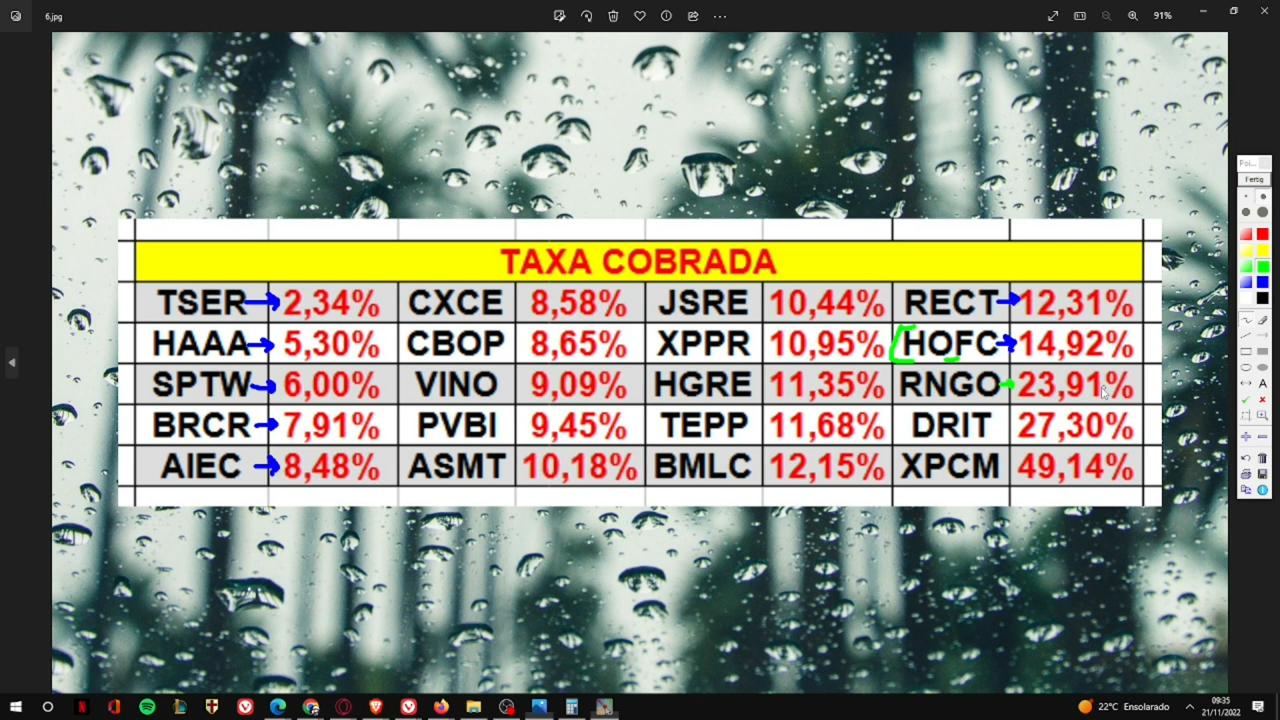 6.jpg
91%
Poi...
Fertig
TAXA COBRADA
TSER 2,34% CXCE 8,58% JSRE 10,44% RECT 12,31%
HAAA 5,30% CBOP 8,65% XPPR 10,95% HOFC 14,92%
SPTW 6,00% VINO 9,09% HGRE 11,35% RNGO 23,91%
BRCR 7,91% PVBI 9,45% TEPP 11,68% DRIT 27,30%
AIEC 8,48% ASMT 10,18% BMLC 12,15% XPCM 49,14%
22°C Ensolarado
09:35
21/11/2022